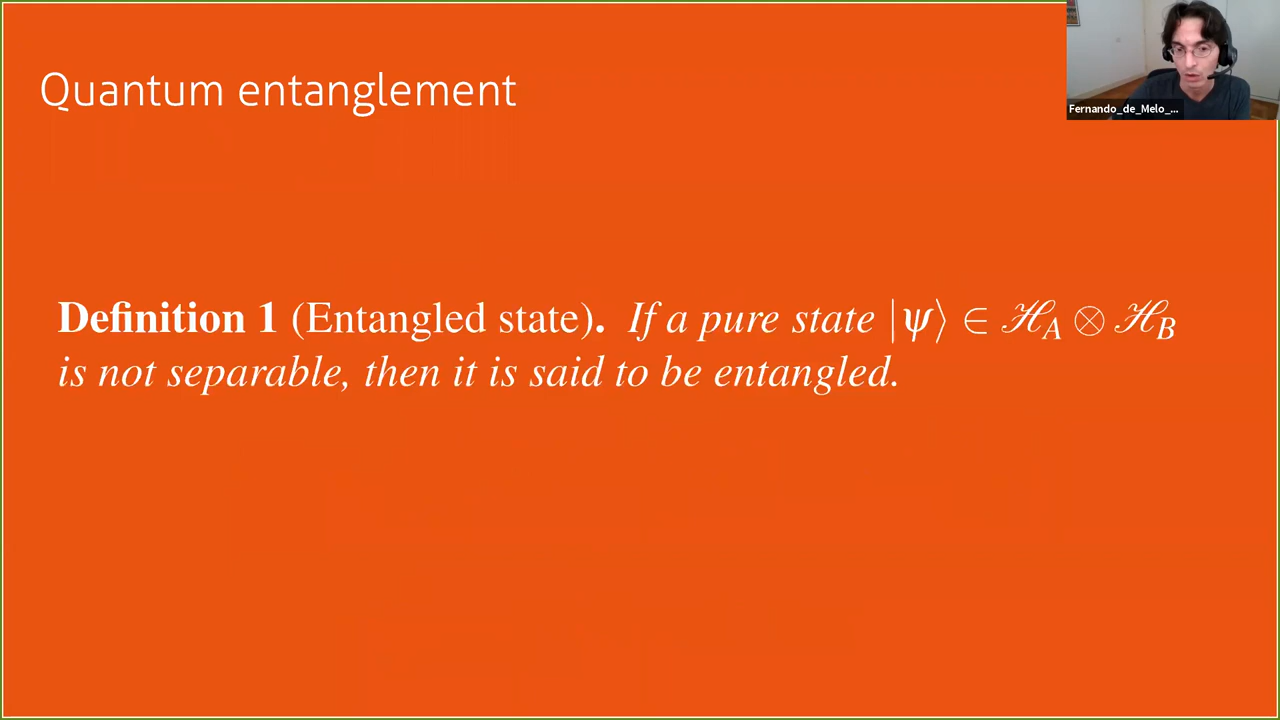 Quantum entanglement
Fernando_de_Melo_...
Definition 1 (Entangled state). If a pure state |ψ⟩ ∈ ℋ_A ⊗ ℋ_B
is not separable, then it is said to be entangled.